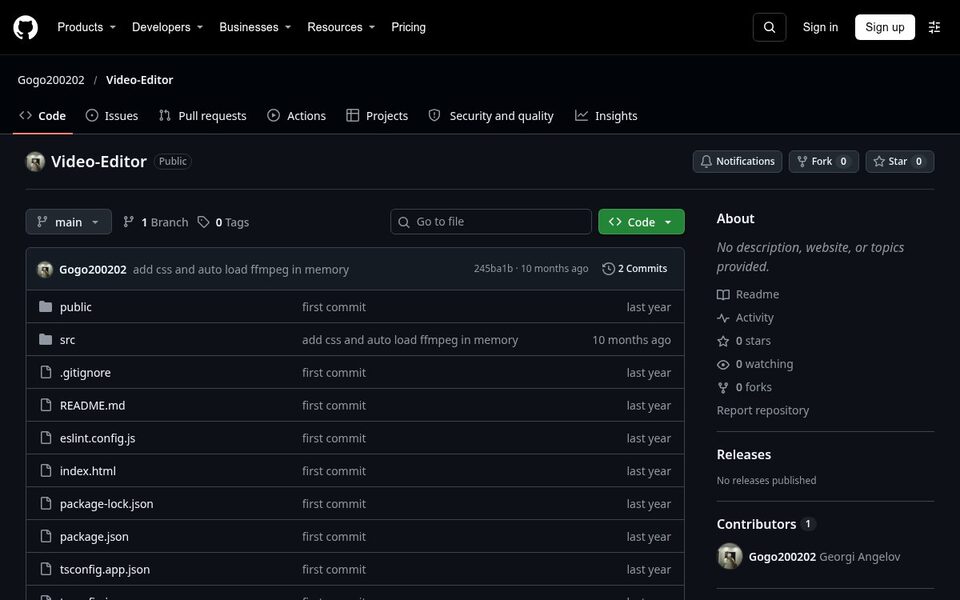 Products Developers Businesses Resources Pricing Sign in Sign up
Gogo200202 / Video-Editor
Code Issues Pull requests Actions Projects Security and quality Insights
Video-Editor Public Notifications Fork 0 Star 0
main 1 Branch 0 Tags Go to file Code
Gogo200202 add css and auto load ffmpeg in memory 245ba1b · 10 months ago 2 Commits
public first commit last year
src add css and auto load ffmpeg in memory 10 months ago
.gitignore first commit last year
README.md first commit last year
eslint.config.js first commit last year
index.html first commit last year
package-lock.json first commit last year
package.json first commit last year
tsconfig.app.json first commit last year
About
No description, website, or topics
provided.
Readme
Activity
0 stars
0 watching
0 forks
Report repository
Releases
No releases published
Contributors 1
Gogo200202 Georgi Angelov